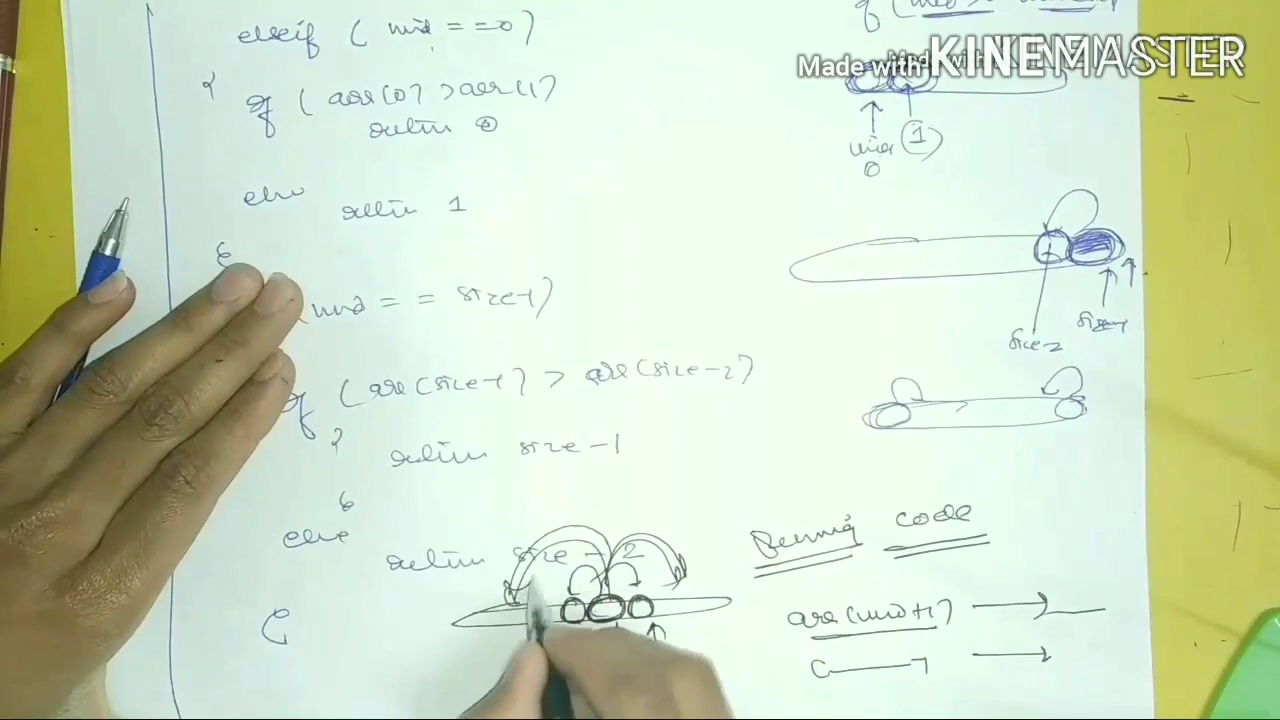 elseif ( mid == 0 )
{ if ( arr(0) > arr(1)
return 0
else return 1
(mid == size-1)
if (arr(size-1) > arr(size-2)
{ return size-1
else
return size-2
Made with KINEMASTER
mid 0 (1)
size-2 size-1
code
arr(mid+1)